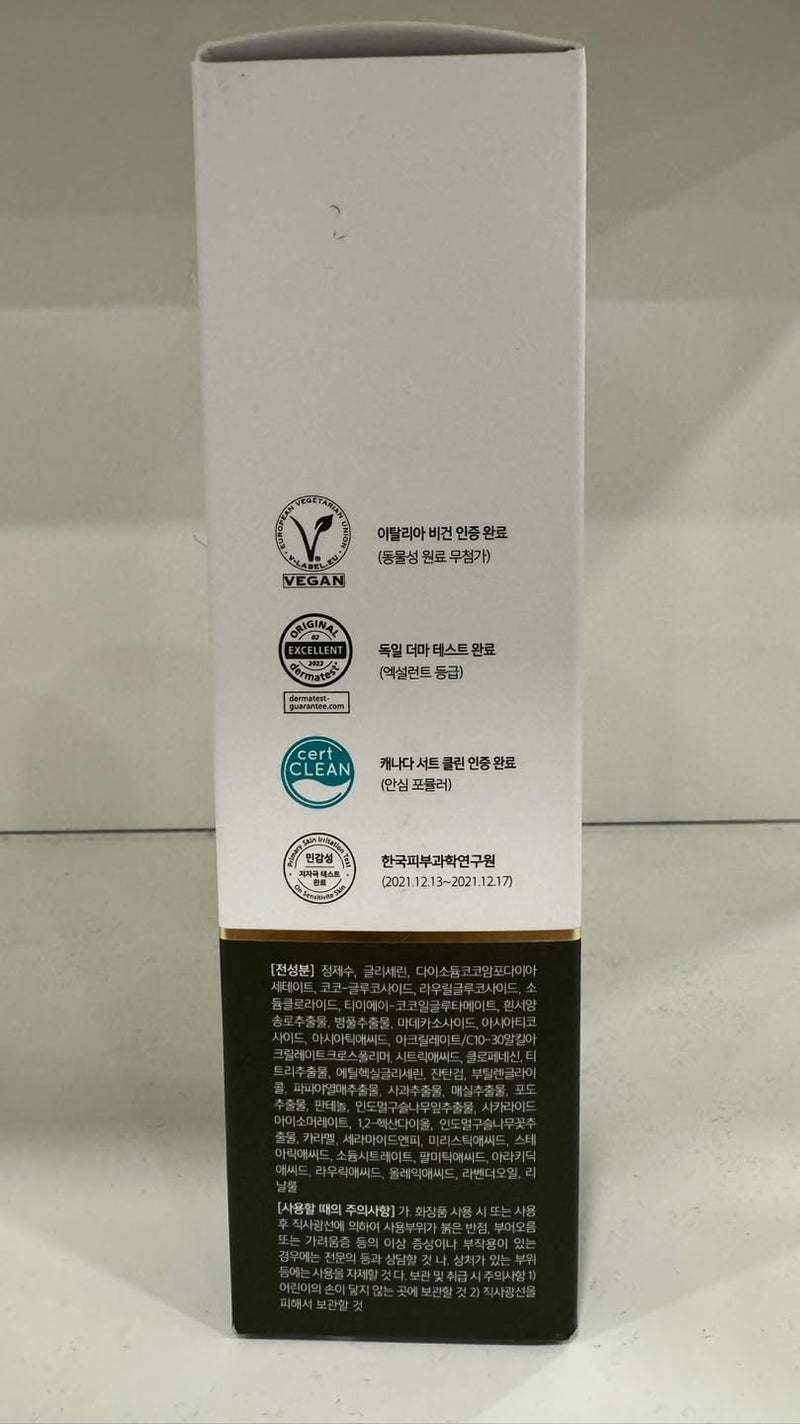 EUROPEAN VEGETARIAN UNION
V-LABEL.EU
VEGAN
이탈리아 비건 인증 완료
(동물성 원료 무첨가)
ORIGINAL
02
EXCELLENT
2022
dermatest
dermatest-
guarantee.com
독일 더마 테스트 완료
(엑설런트 등급)
cert
CLEAN
캐나다 서트 클린 인증 완료
(안심 포뮬러)
Primary Skin Irritation Test
민감성
저자극 테스트
완료
On Sensitivite Skin
한국피부과학연구원
(2021.12.13~2021.12.17)
[전성분] 정제수, 글리세린, 다이소듐코코암포다이아
세테이트, 코코-글루코사이드, 라우릴글루코사이드, 소
듐클로라이드, 티이에이-코코일글루타메이트, 흰서양
송로추출물, 병풀추출물, 마데카소사이드, 아시아티코
사이드, 아시아틱애씨드, 아크릴레이트/C10-30알킬아
크릴레이트크로스폴리머, 시트릭애씨드, 클로페네신, 티
트리추출물, 에틸헥실글리세린, 잔탄검, 부틸렌글라이
콜, 파파야열매추출물, 사과추출물, 매실추출물, 포도
추출물, 판테놀, 인도멀구슬나무잎추출물, 사카라이드
아이소머레이트, 1,2-헥산다이올, 인도멀구슬나무꽃추
출물, 카라멜, 세라마이드엔피, 미리스틱애씨드, 스테
아릭애씨드, 소듐시트레이트, 팔미틱애씨드, 아라키딕
애씨드, 라우릭애씨드, 올레익애씨드, 라벤더오일, 리
날룰
[사용할 때의 주의사항] 가. 화장품 사용 시 또는 사용
후 직사광선에 의하여 사용부위가 붉은 반점, 부어오름
또는 가려움증 등의 이상 증상이나 부작용이 있는
경우에는 전문의 등과 상담할 것 나. 상처가 있는 부위
등에는 사용을 자제할 것 다. 보관 및 취급 시 주의사항 1)
어린이의 손이 닿지 않는 곳에 보관할 것 2) 직사광선을
피해서 보관할 것